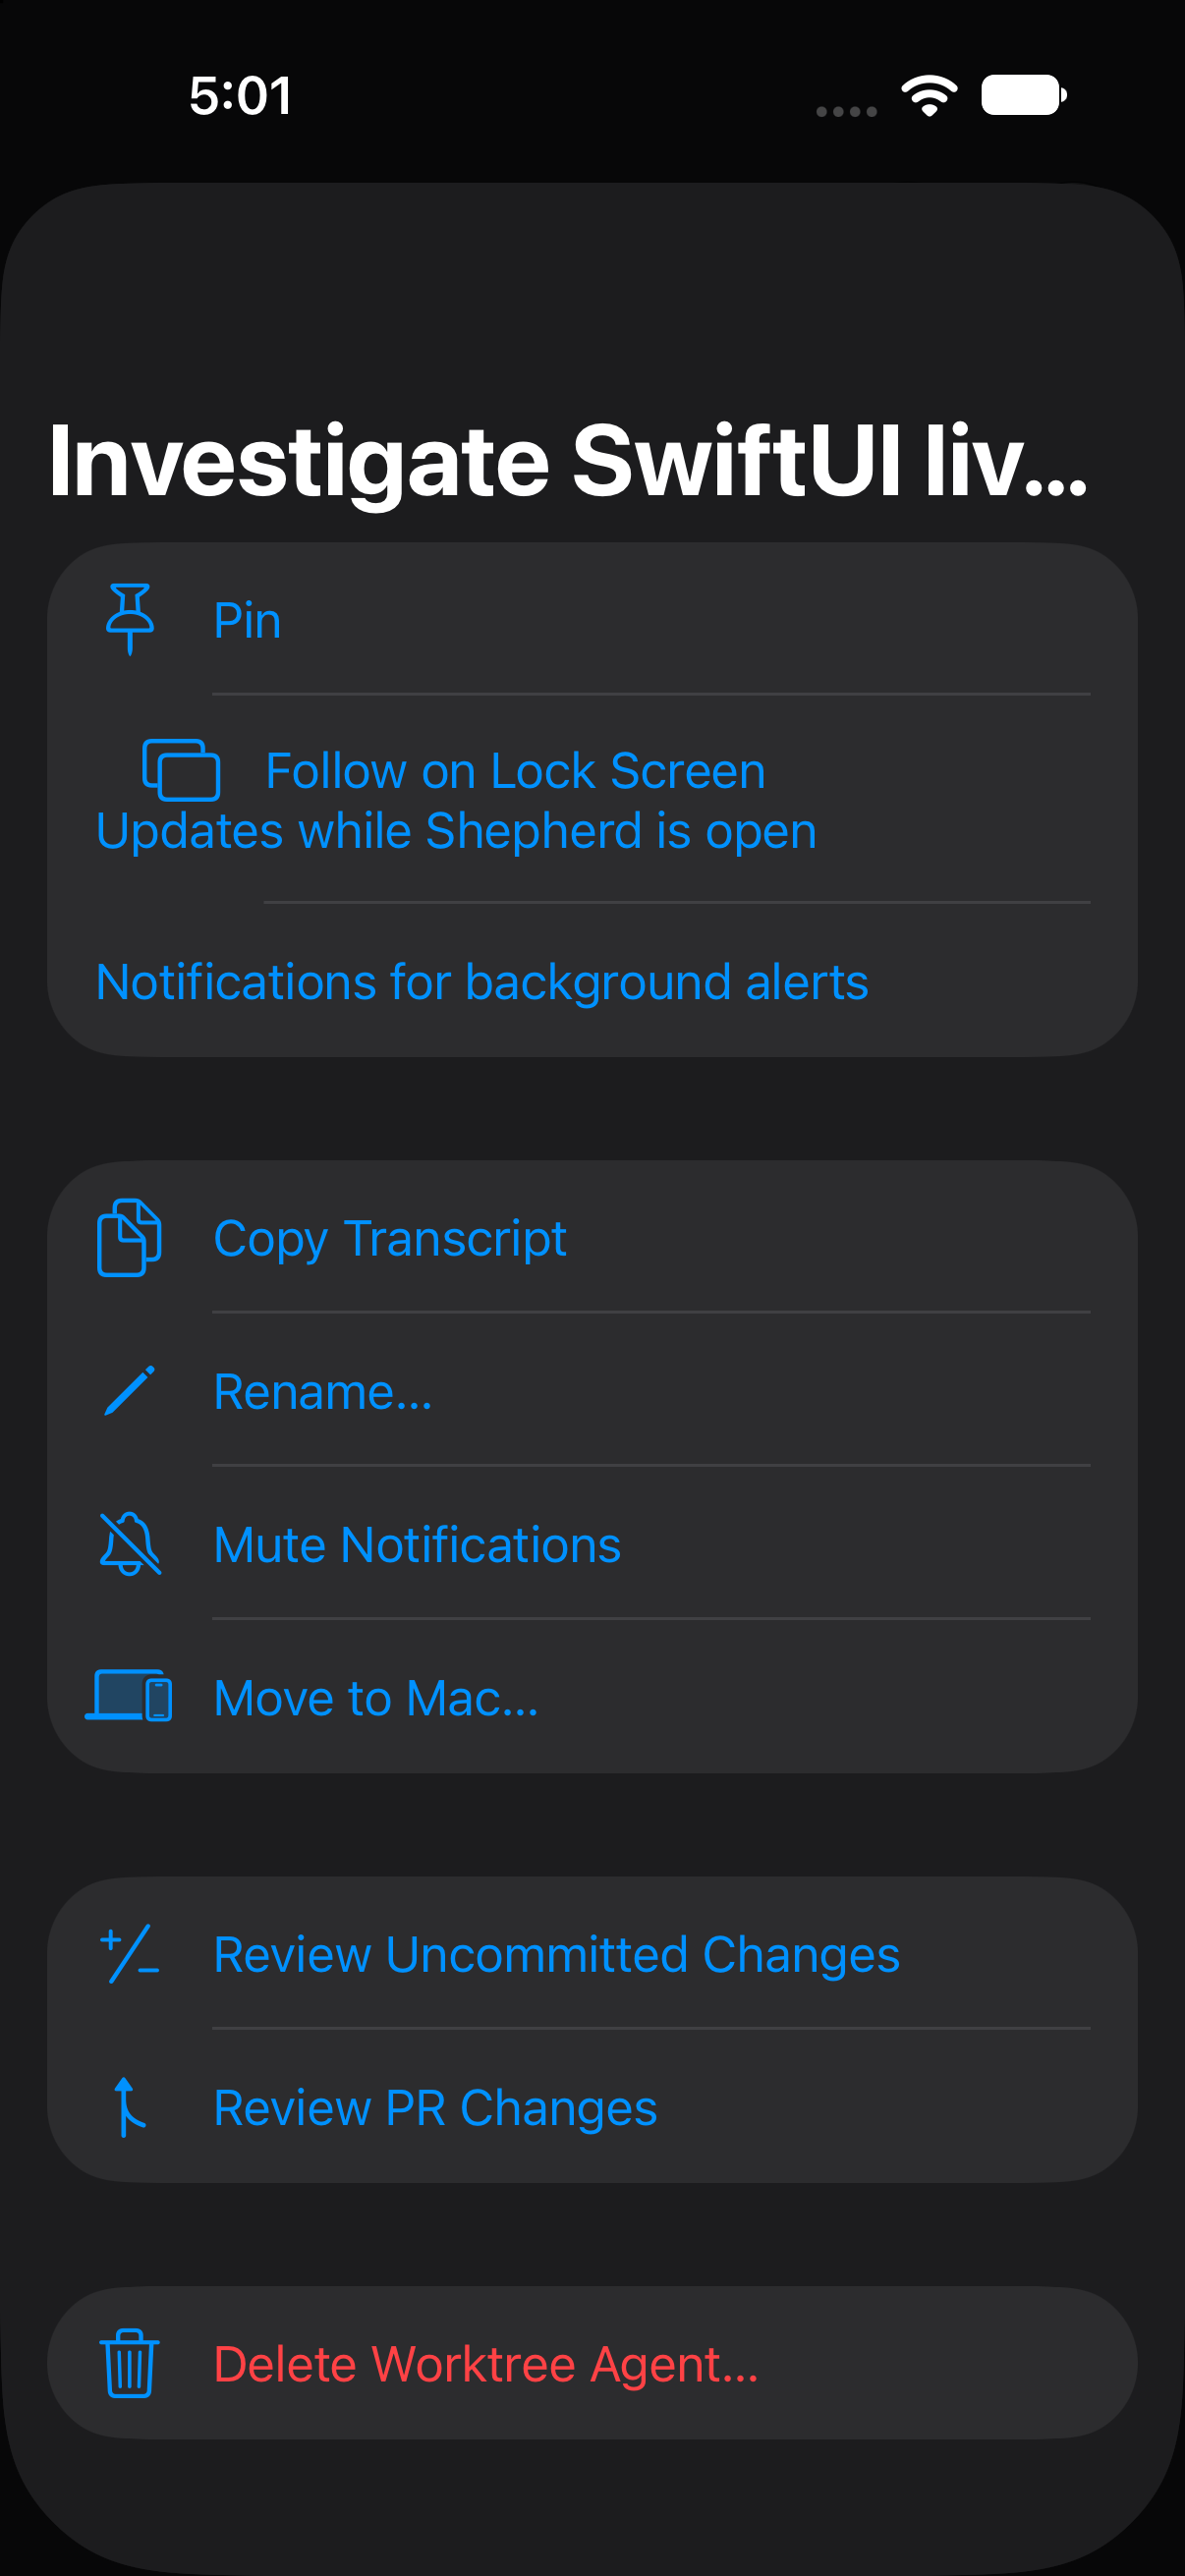 5:01
Investigate SwiftUI liv...
Pin
Follow on Lock Screen
Updates while Shepherd is open
Notifications for background alerts
Copy Transcript
Rename...
Mute Notifications
Move to Mac...
Review Uncommitted Changes
Review PR Changes
Delete Worktree Agent...